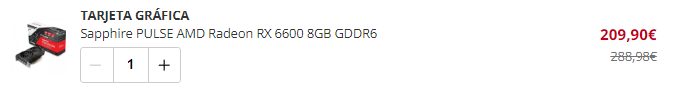 TARJETA GRÁFICA
Sapphire PULSE AMD Radeon RX 6600 8GB GDDR6
209,90€
288,98€
− 1 +